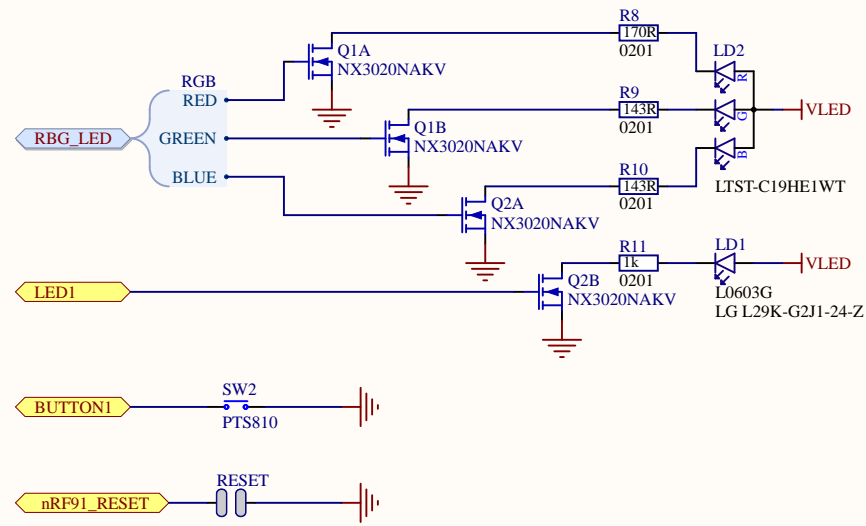 R8
170R
0201
Q1A
NX3020NAKV
LD2
R
RGB
RED
R9
143R
0201
G
VLED
RBG_LED
GREEN
Q1B
NX3020NAKV
B
BLUE
R10
143R
0201
LTST-C19HE1WT
Q2A
NX3020NAKV
R11
1k
0201
LD1
VLED
LED1
Q2B
NX3020NAKV
L0603G
LG L29K-G2J1-24-Z
SW2
BUTTON1
PTS810
RESET
nRF91_RESET